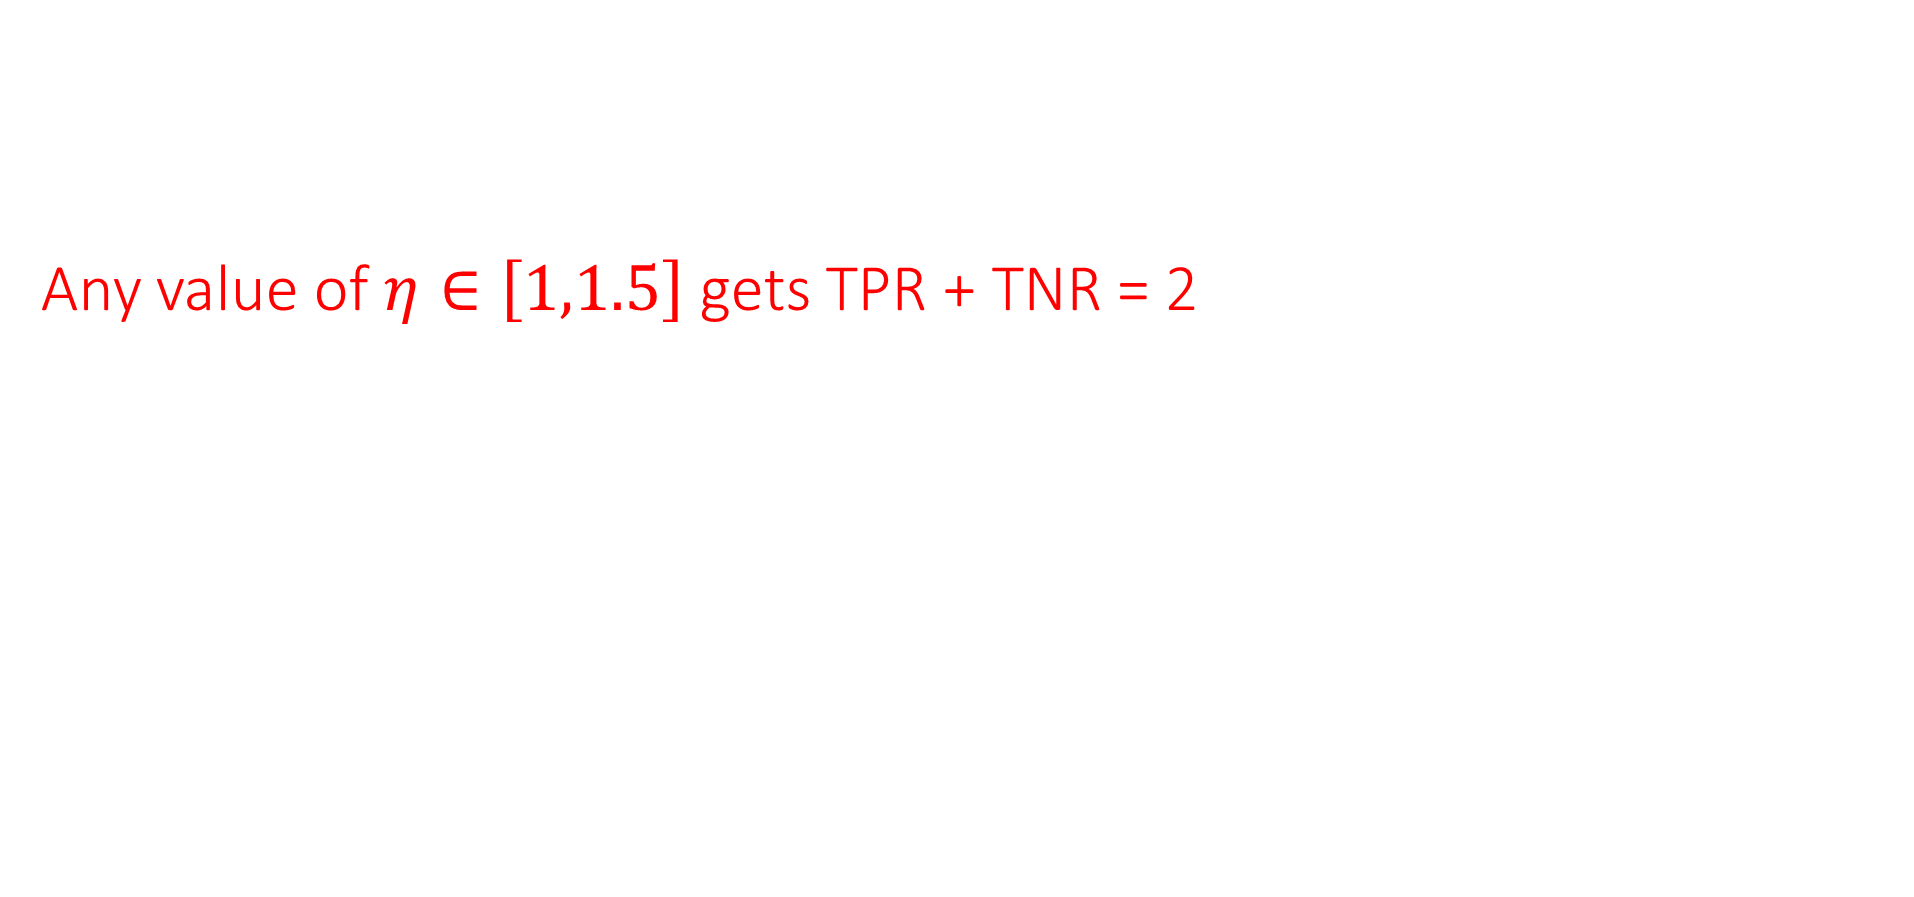 Any value of 𝜂 ∈ [1,1.5] gets TPR + TNR = 2